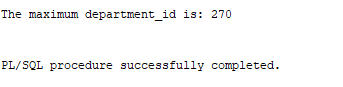 The maximum department_id is: 270
PL/SQL procedure successfully completed.